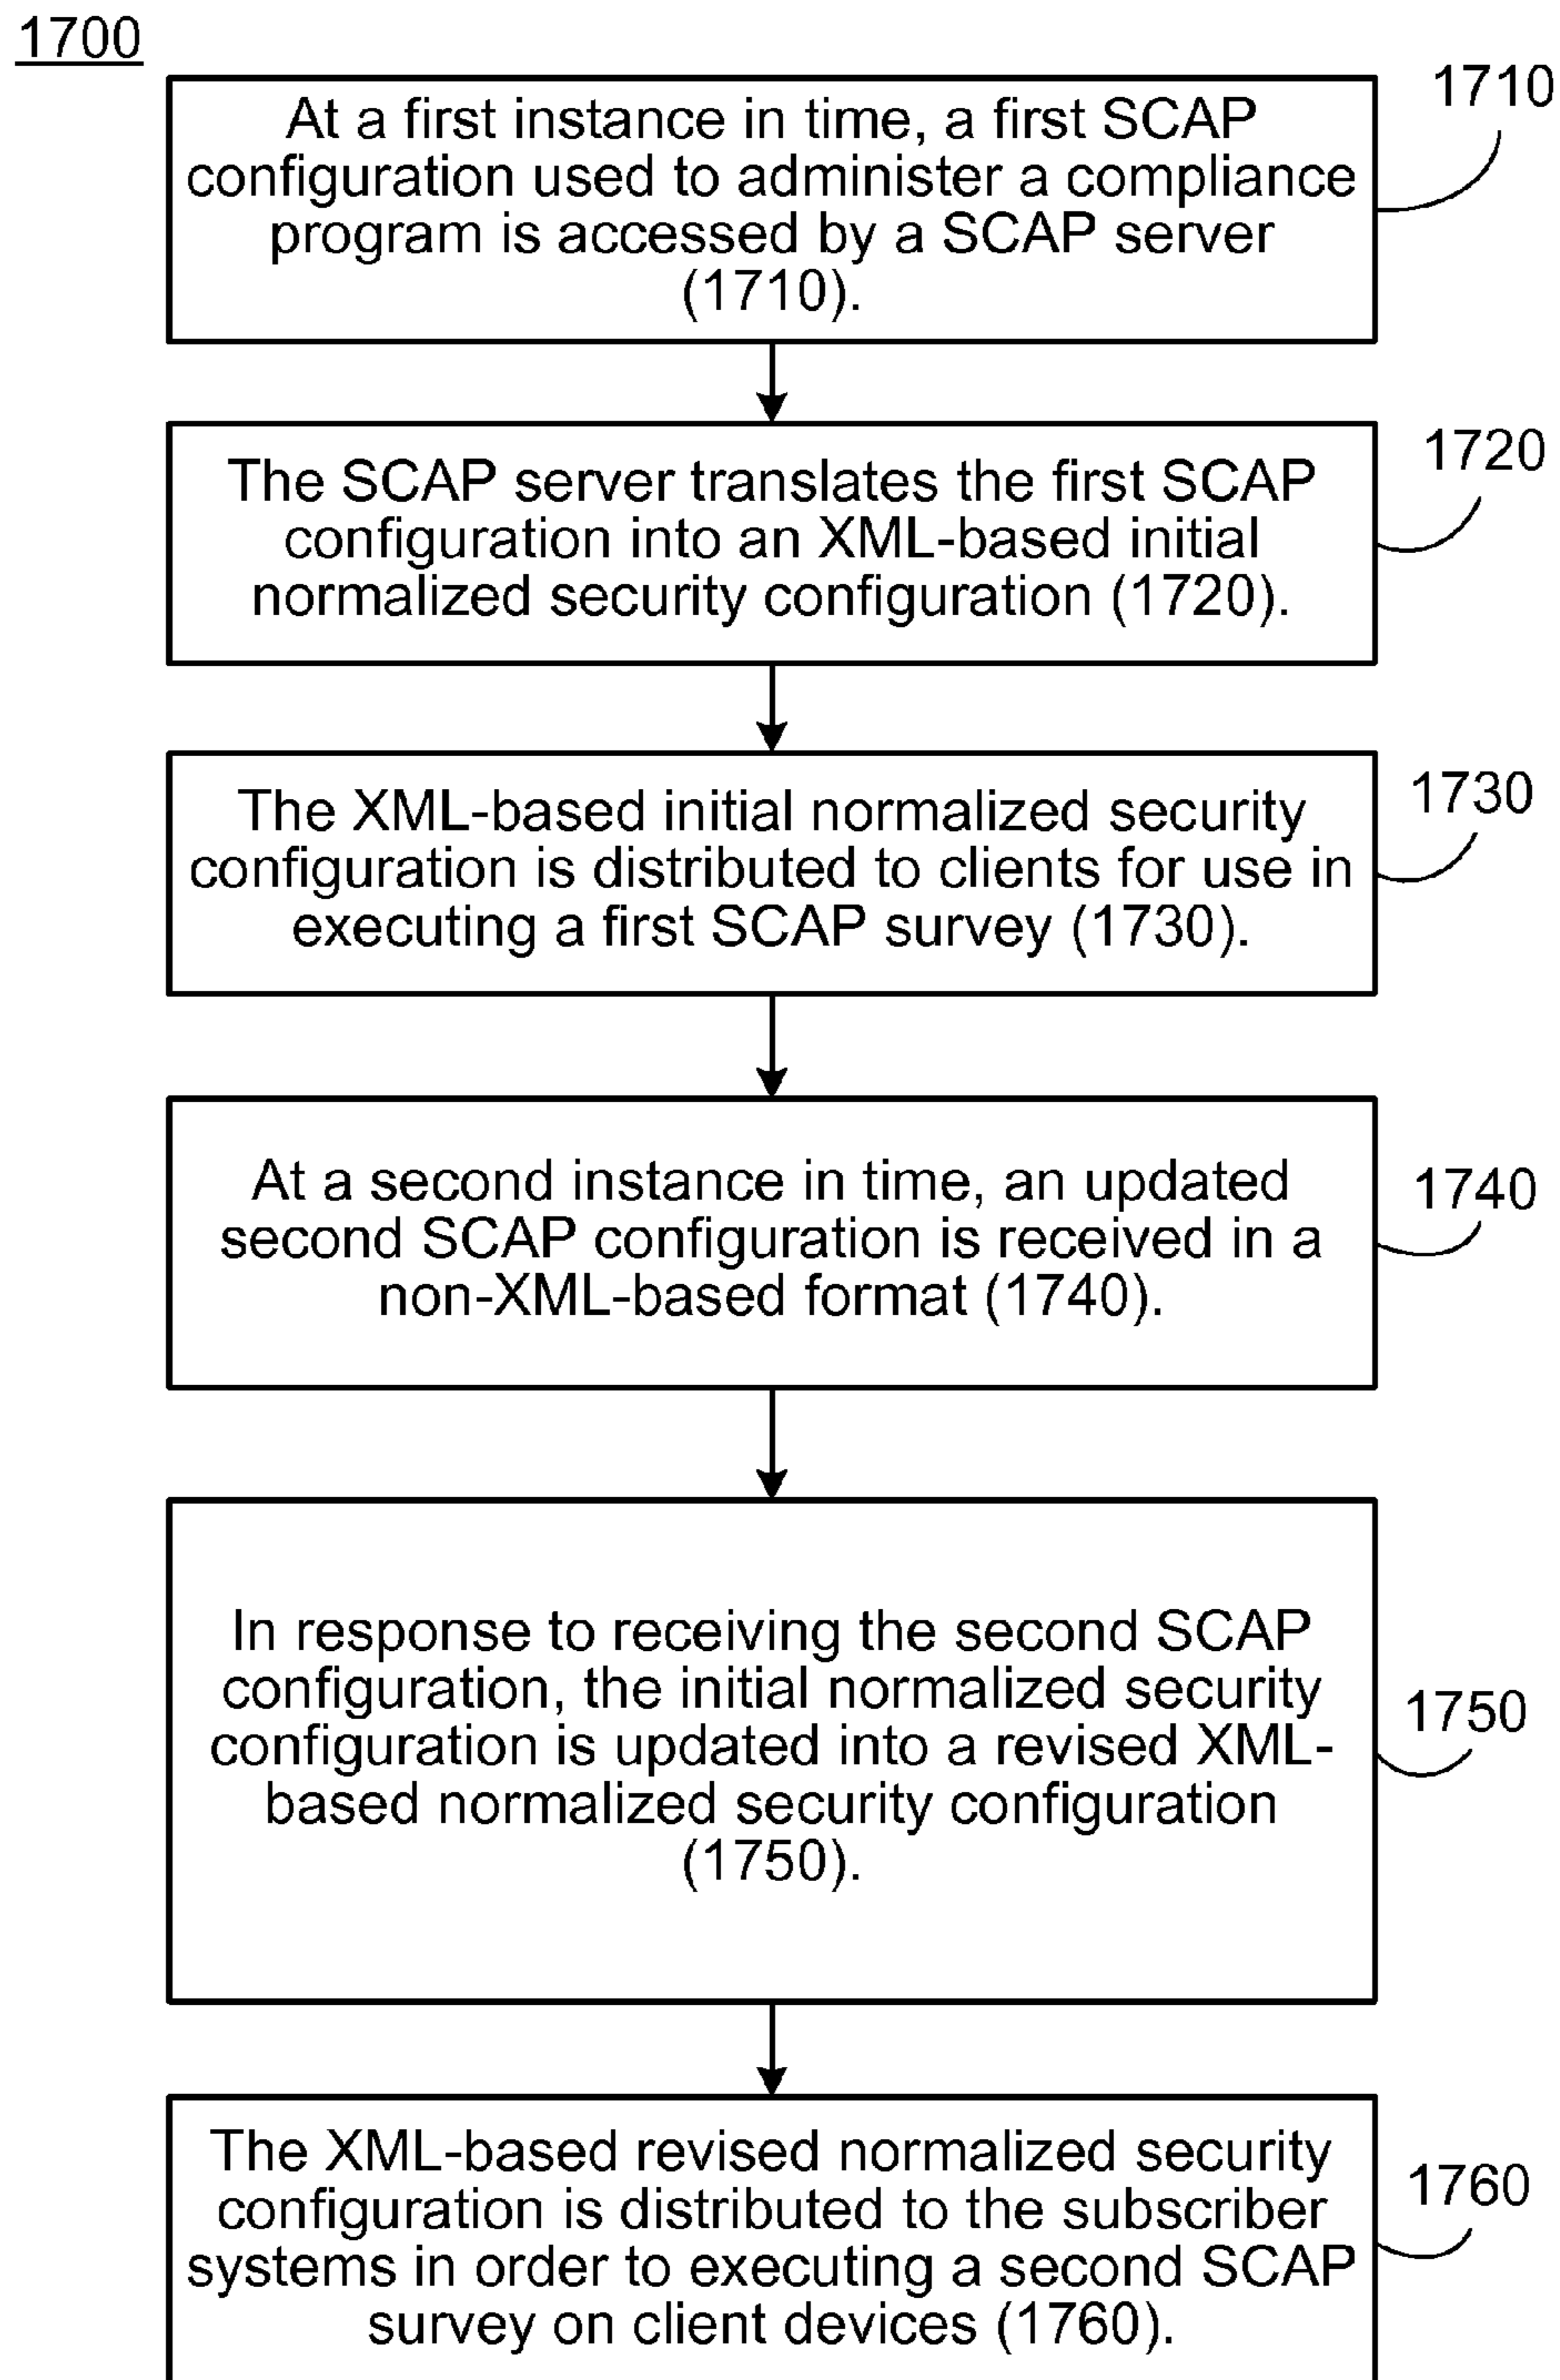 1700
1710
At a first instance in time, a first SCAP
configuration used to administer a compliance
program is accessed by a SCAP server
(1710).
1720
The SCAP server translates the first SCAP
configuration into an XML-based initial
normalized security configuration (1720).
1730
The XML-based initial normalized security
configuration is distributed to clients for use in
executing a first SCAP survey (1730).
1740
At a second instance in time, an updated
second SCAP configuration is received in a
non-XML-based format (1740).
1750
In response to receiving the second SCAP
configuration, the initial normalized security
configuration is updated into a revised XML-
based normalized security configuration
(1750).
1760
The XML-based revised normalized security
configuration is distributed to the subscriber
systems in order to executing a second SCAP
survey on client devices (1760).